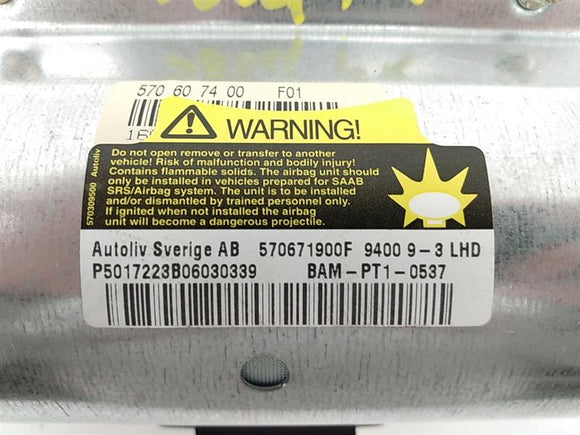 570 607 400 F01
WARNING!
Do not open remove or transfer to another
vehicle! Risk of malfunction and bodily injury!
Contains flammable solids. The airbag unit should
only be installed in vehicles prepared for SAAB
SRS/Airbag system. The unit is to be installed
and/or dismantled by trained personnel only.
If ignited when not installed the airbag
unit will become a dangerous projectile.
570309500 Autoliv
Autoliv Sverige AB 570671900F 9400 9-3 LHD
P5017223B06030339 BAM-PT1-0537